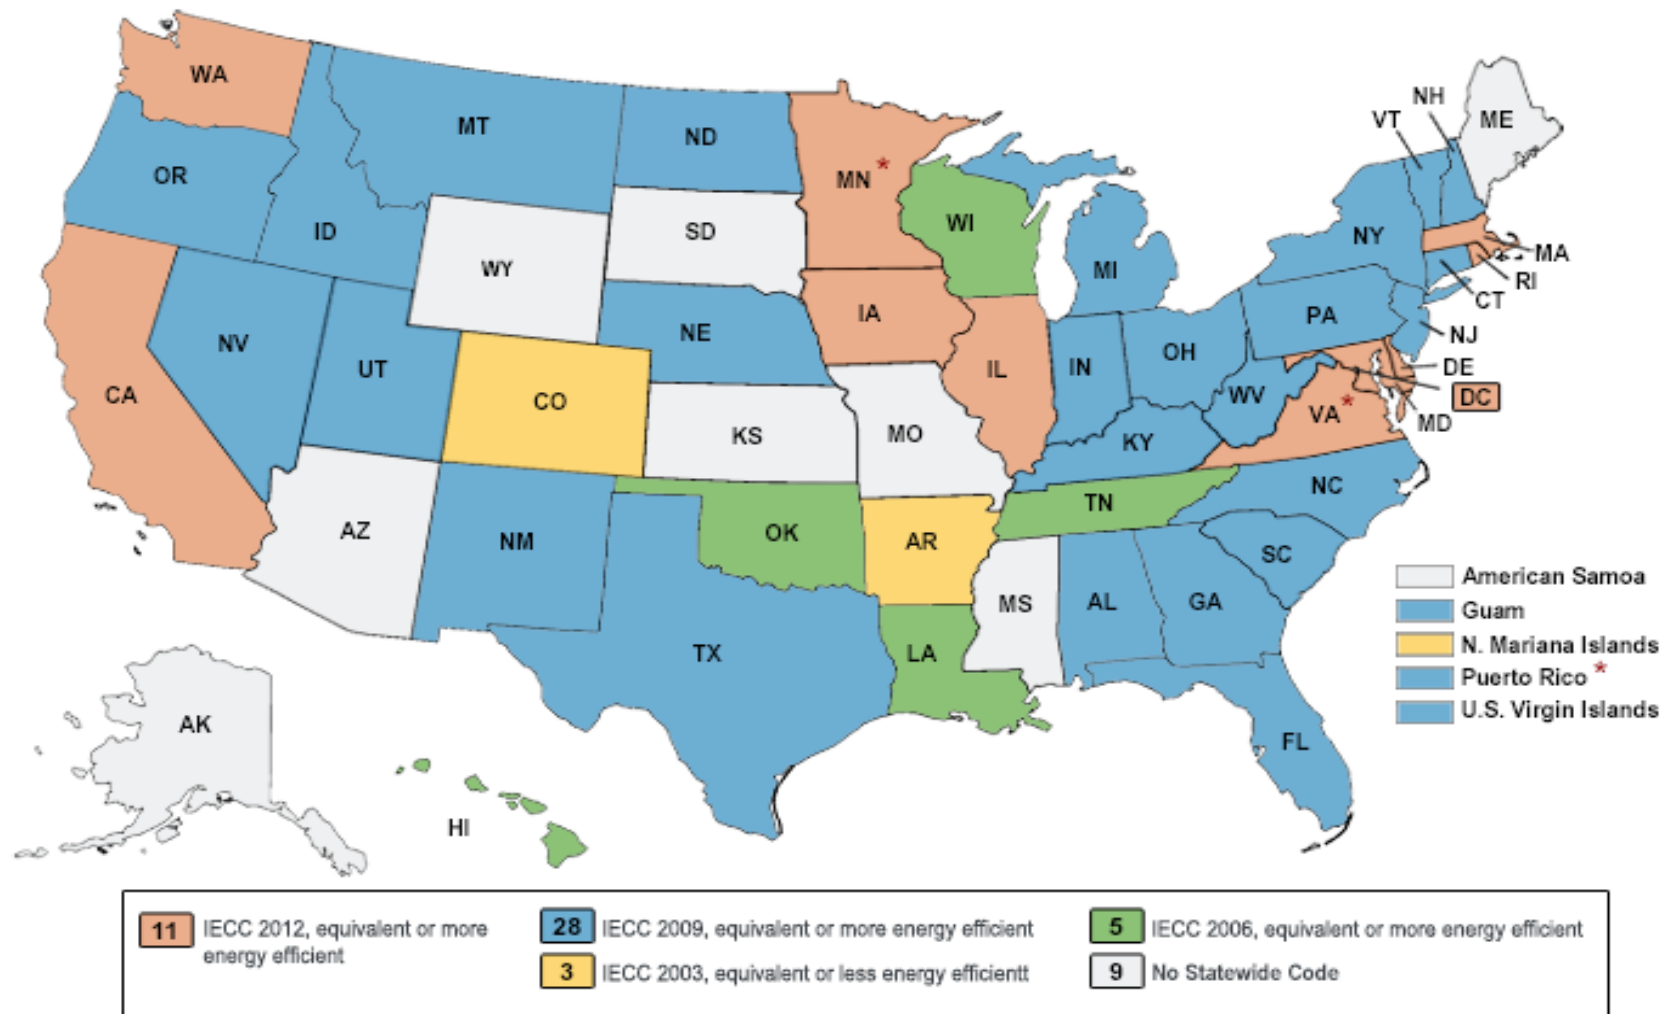 WA
MT
ND
MN *
OR
ID
WY
SD
WI
MI
NH
VT
ME
NY
MA
RI
CT
NJ
PA
DE
DC
MD
NV
UT
CA
CO
NE
IA
IL
IN
OH
WV
VA *
KS
MO
KY
NC
TN
AZ
NM
OK
AR
SC
MS
AL
GA
TX
LA
FL
AK
HI
American Samoa
Guam
N. Mariana Islands
Puerto Rico *
U.S. Virgin Islands
11 IECC 2012, equivalent or more
energy efficient
28 IECC 2009, equivalent or more energy efficient
3 IECC 2003, equivalent or less energy efficientt
5 IECC 2006, equivalent or more energy efficient
9 No Statewide Code